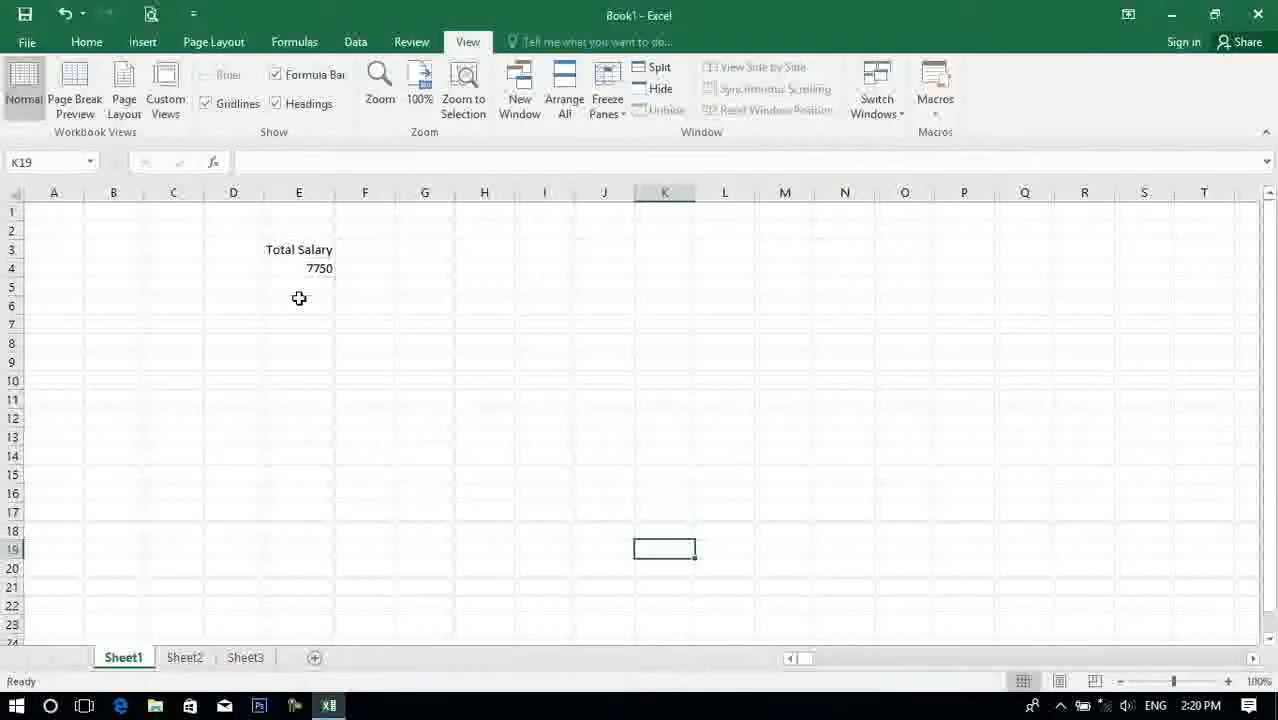 Book1 - Excel
File Home Insert Page Layout Formulas Data Review View Tell me what you want to do... Sign in Share
Normal Page Break Preview Page Layout Custom Views
Workbook Views
Ruler Formula Bar
Gridlines Headings
Show
Zoom 100% Zoom to Selection
Zoom
New Window Arrange All Freeze Panes
Split
Hide
Unhide
View Side by Side
Synchronous Scrolling
Reset Window Position
Window
Switch Windows
Macros
Macros
K19 fx
A B C D E F G H I J K L M N O P Q R S T
1
2
3 Total Salary
4 7750
5
6
7
8
9
10
11
12
13
14
15
16
17
18
19
20
21
22
23
24
Sheet1 Sheet2 Sheet3
Ready 100%
ENG 2:20 PM